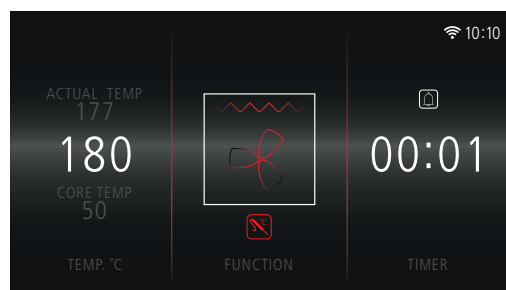 10:10
ACTUAL TEMP
177
180
CORE TEMP
50
TEMP. °C
°C
FUNCTION
00:01
TIMER